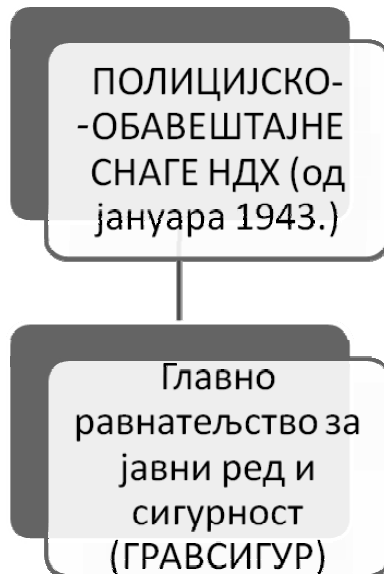 ПОЛИЦИЈСКО-
-ОБАВЕШТАЈНЕ
СНАГЕ НДХ (од
јануара 1943.)
Главно
равнатељство за
јавни ред и
сигурност
(ГРАВСИГУР)